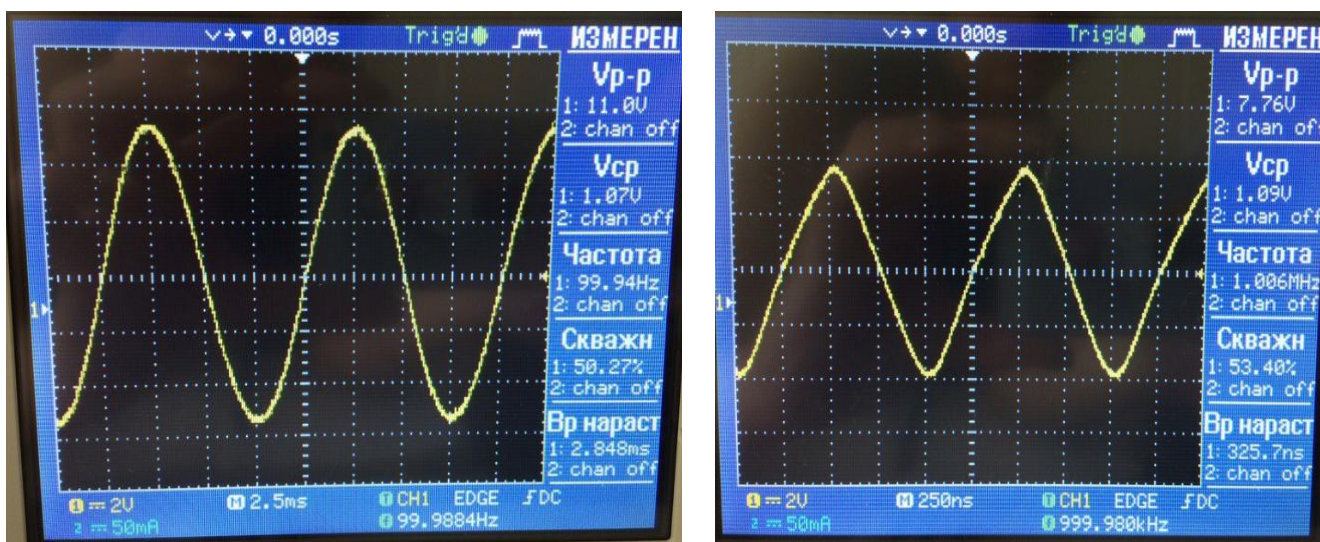 0.000s Trig'd ИЗМЕРЕН
Vp-p
1: 11.0V
2: chan off
Vср
1: 1.07V
2: chan off
Частота
1: 99.94Hz
2: chan off
Скважн
1: 50.27%
2: chan off
Вр нараст
1: 2.848ms
2: chan off
1
1 2V M 2.5ms T CH1 EDGE DC
2 50mA 99.9884Hz
0.000s Trig'd ИЗМЕРЕН
Vp-p
1: 7.76V
2: chan off
Vср
1: 1.09V
2: chan off
Частота
1: 1.006MHz
2: chan off
Скважн
1: 53.40%
2: chan off
Вр нараст
1: 325.7ns
2: chan off
1
1 2V M 250ns T CH1 EDGE DC
2 50mA 999.980kHz